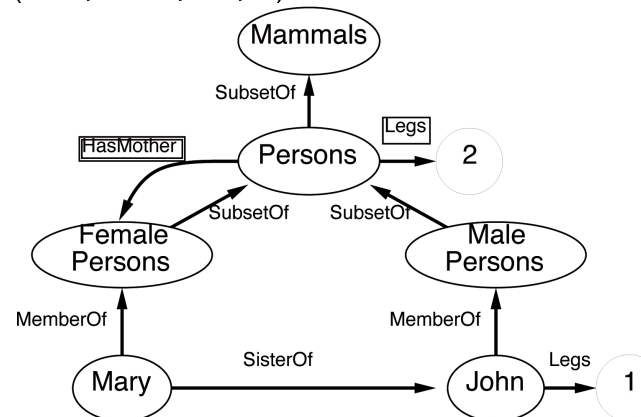 Mammals
SubsetOf
Legs
HasMother
Persons
2
SubsetOf
SubsetOf
Female
Persons
Male
Persons
MemberOf
MemberOf
SisterOf
Legs
Mary
John
1